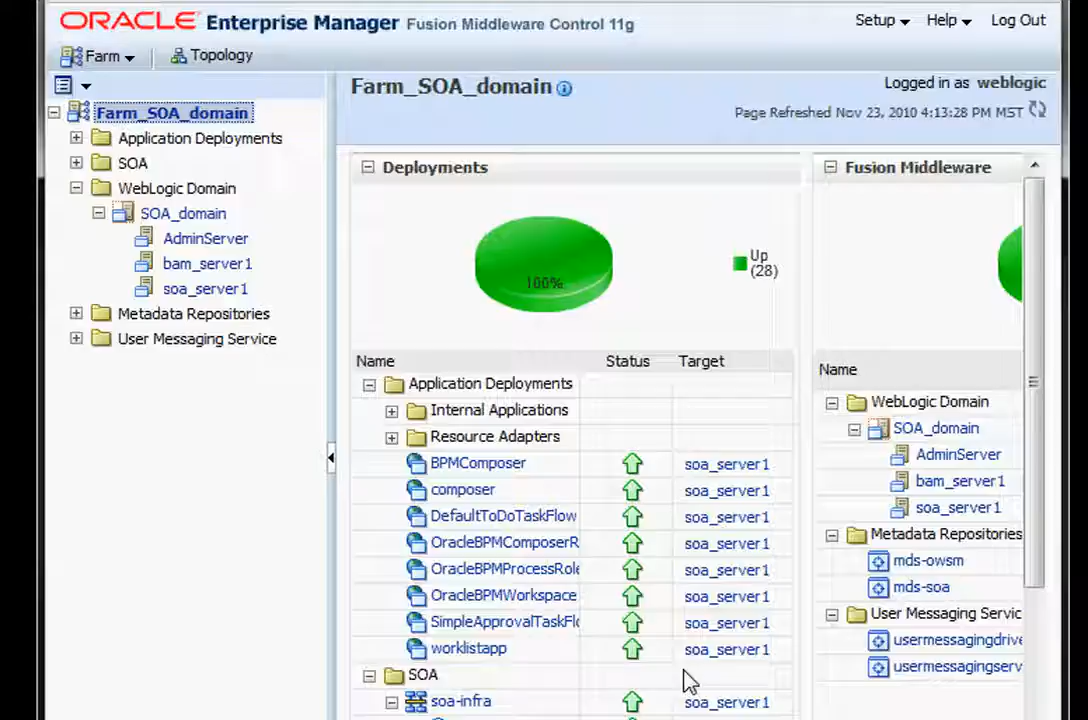 ORACLE Enterprise Manager Fusion Middleware Control 11g
Setup Help Log Out
Farm Topology
Farm_SOA_domain
Application Deployments
SOA
WebLogic Domain
SOA_domain
AdminServer
bam_server1
soa_server1
Metadata Repositories
User Messaging Service
Farm_SOA_domain
Logged in as weblogic
Page Refreshed Nov 23, 2010 4:13:28 PM MST
Deployments
100%
Up
(28)
Name Status Target
Application Deployments
Internal Applications
Resource Adapters
BPMComposer soa_server1
composer soa_server1
DefaultToDoTaskFlow soa_server1
OracleBPMComposerR soa_server1
OracleBPMProcessRole soa_server1
OracleBPMWorkspace soa_server1
SimpleApprovalTaskFlo soa_server1
worklistapp soa_server1
SOA
soa-infra soa_server1
Fusion Middleware
Name
WebLogic Domain
SOA_domain
AdminServer
bam_server1
soa_server1
Metadata Repositories
mds-owsm
mds-soa
User Messaging Servic
usermessagingdrive
usermessagingserv